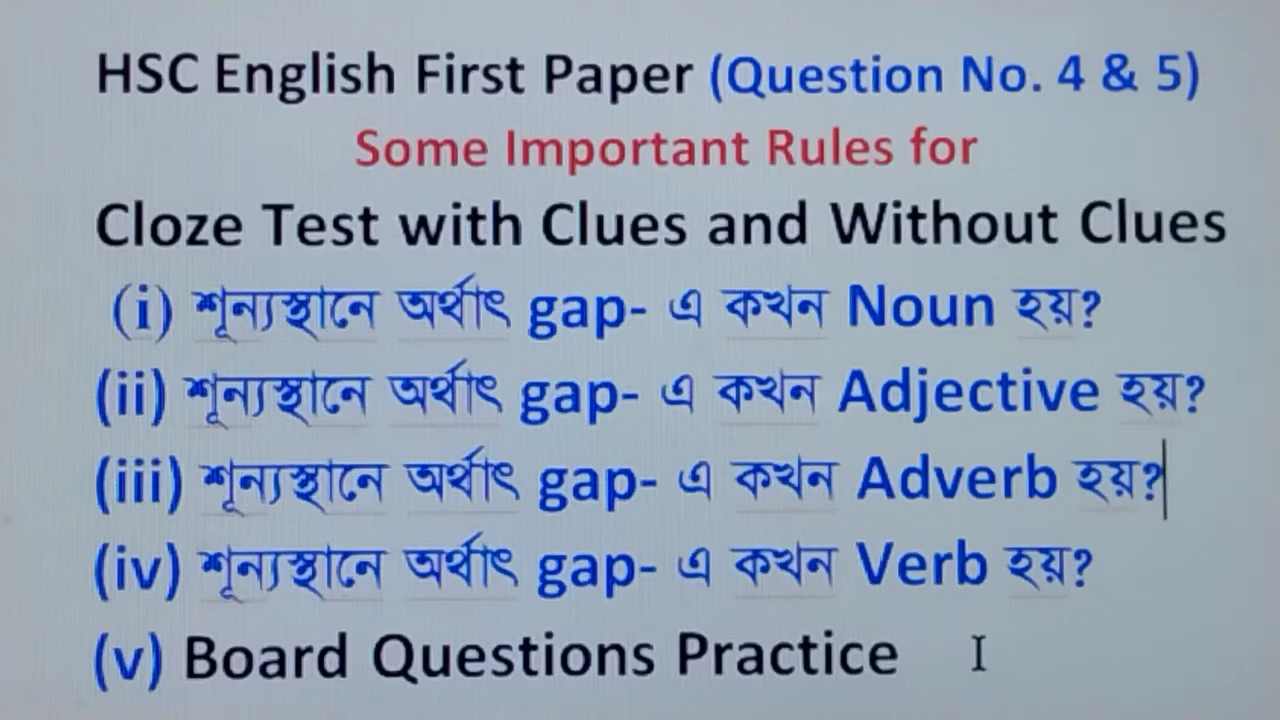 HSC English First Paper (Question No. 4 & 5)
Some Important Rules for
Cloze Test with Clues and Without Clues
(i) শূন্যস্থানে অর্থাৎ gap- এ কখন Noun হয়?
(ii) শূন্যস্থানে অর্থাৎ gap- এ কখন Adjective হয়?
(iii) শূন্যস্থানে অর্থাৎ gap- এ কখন Adverb হয়?
(iv) শূন্যস্থানে অর্থাৎ gap- এ কখন Verb হয়?
(v) Board Questions Practice